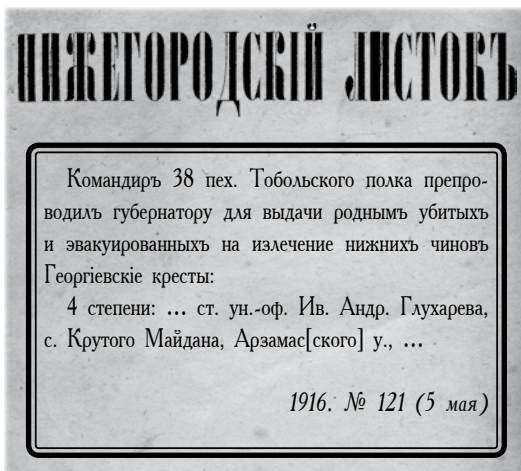 НИЖЕГОРОДСКІЙ ЛИСТОКЪ
Командиръ 38 пех. Тобольского полка препро-
водилъ губернатору для выдачи роднымъ убитыхъ
и эвакуированныхъ на излечение нижнихъ чиновъ
Георгіевскіе кресты:
4 степени: ... ст. ун.-оф. Ив. Андр. Глухарева,
с. Крутого Майдана, Арзамас[ского] у., ...
1916. № 121 (5 мая)